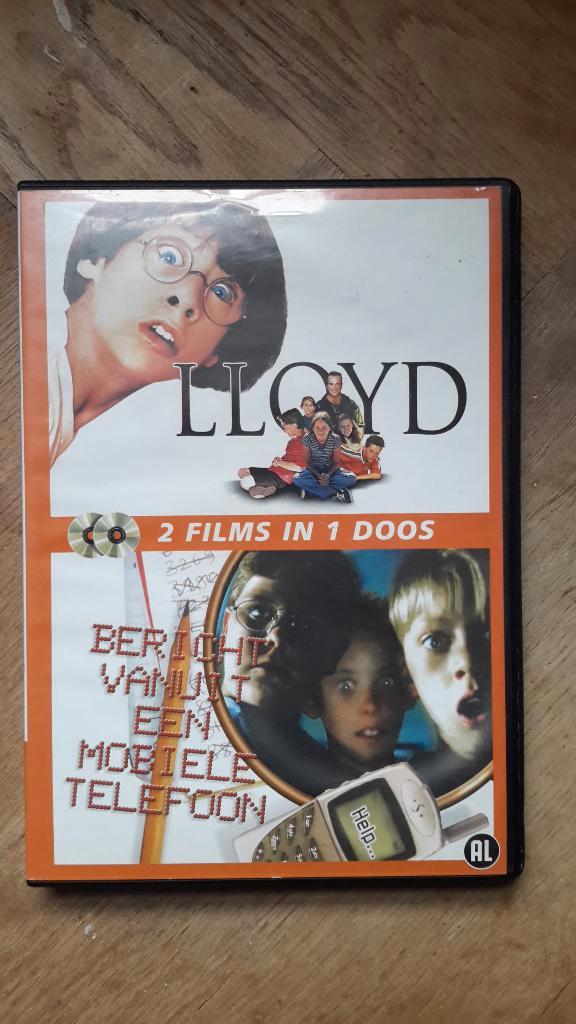 LLOYD
2 FILMS IN 1 DOOS
BERICHT
VANUIT
EEN
MOBIELE
TELEFOON
Help...
AL